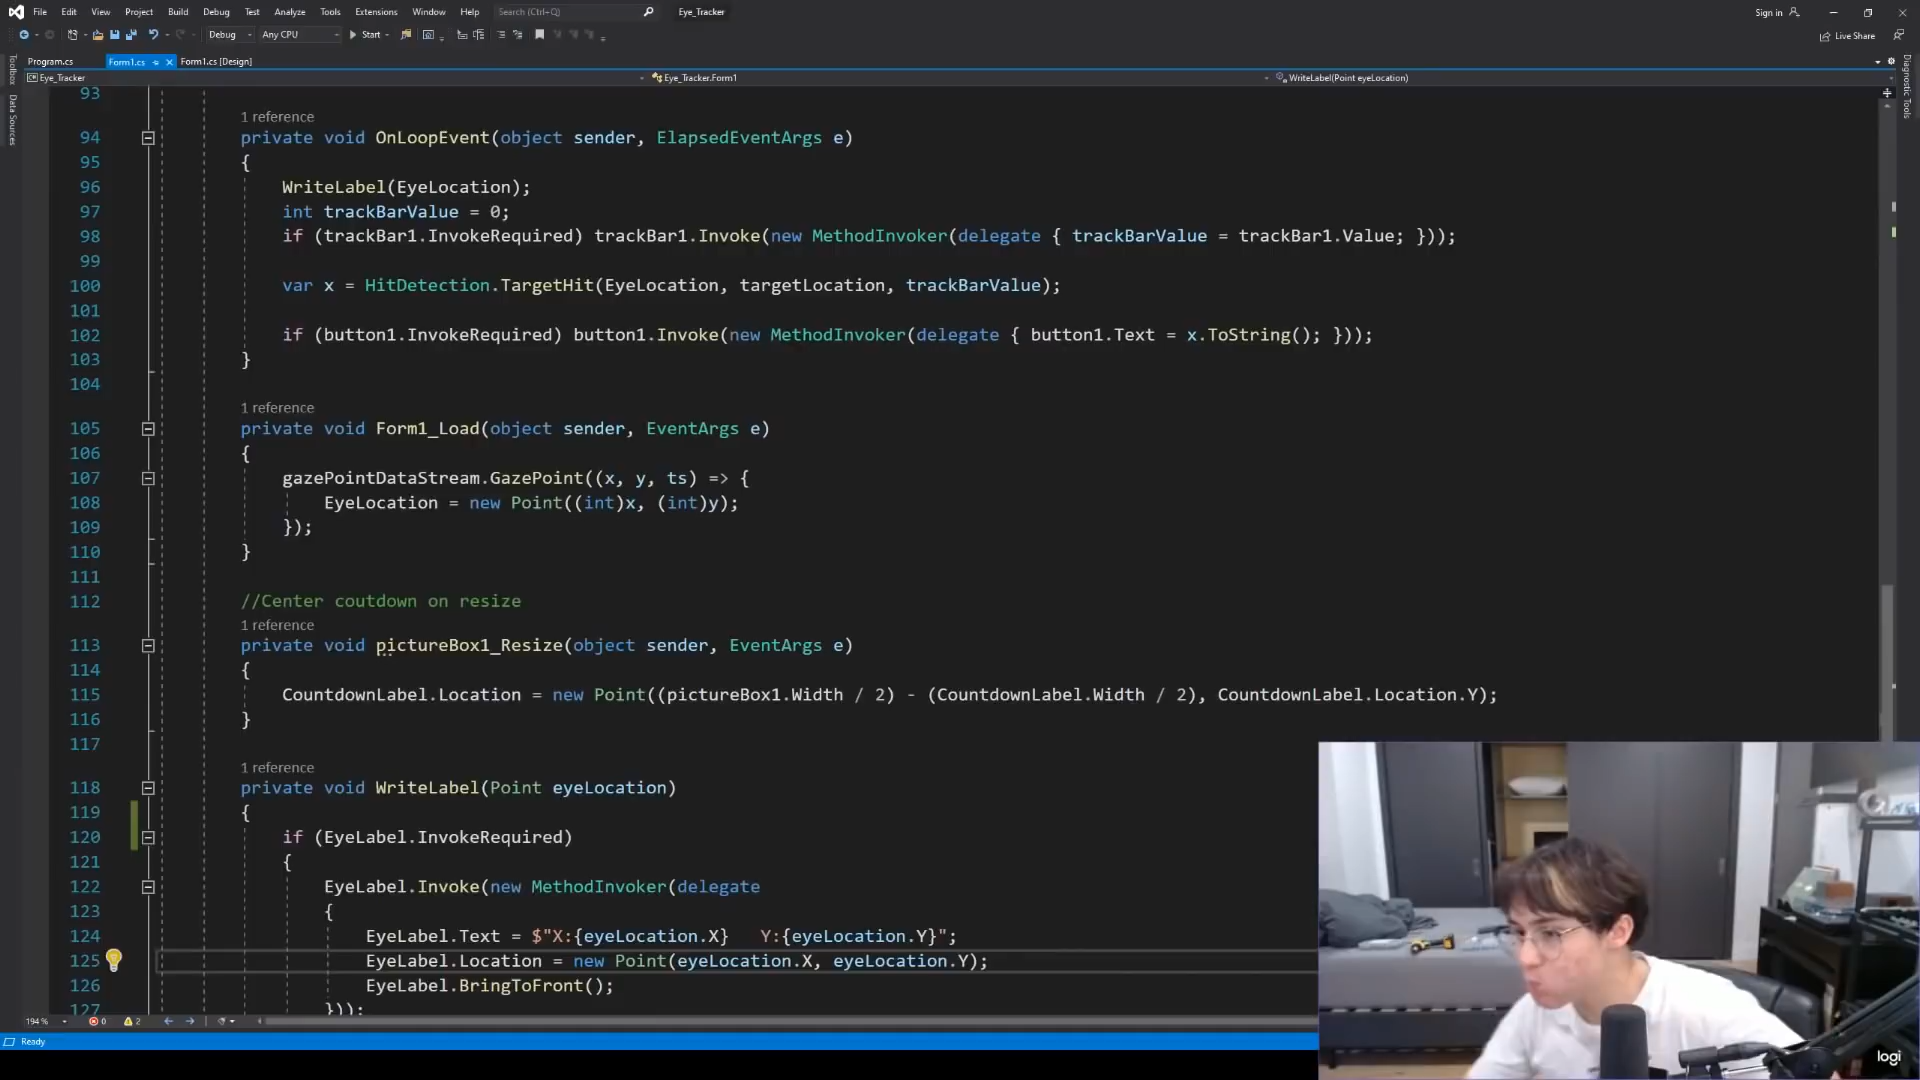 File Edit View Project Build Debug Test Analyze Tools Extensions Window Help Search (Ctrl+Q) Eye_Tracker Sign in
Debug Any CPU Start Live Share
Program.cs Form1.cs Form1.cs [Design]
Eye_Tracker Eye_Tracker.Form1 WriteLabel(Point eyeLocation)
Toolbox
Data Sources
Diagnostic Tools
93
1 reference
94 private void OnLoopEvent(object sender, ElapsedEventArgs e)
95 {
96 WriteLabel(EyeLocation);
97 int trackBarValue = 0;
98 if (trackBar1.InvokeRequired) trackBar1.Invoke(new MethodInvoker(delegate { trackBarValue = trackBar1.Value; }));
99
100 var x = HitDetection.TargetHit(EyeLocation, targetLocation, trackBarValue);
101
102 if (button1.InvokeRequired) button1.Invoke(new MethodInvoker(delegate { button1.Text = x.ToString(); }));
103 }
104
1 reference
105 private void Form1_Load(object sender, EventArgs e)
106 {
107 gazePointDataStream.GazePoint((x, y, ts) => {
108 EyeLocation = new Point((int)x, (int)y);
109 });
110 }
111
112 //Center coutdown on resize
1 reference
113 private void pictureBox1_Resize(object sender, EventArgs e)
114 {
115 CountdownLabel.Location = new Point((pictureBox1.Width / 2) - (CountdownLabel.Width / 2), CountdownLabel.Location.Y);
116 }
117
1 reference
118 private void WriteLabel(Point eyeLocation)
119 {
120 if (EyeLabel.InvokeRequired)
121 {
122 EyeLabel.Invoke(new MethodInvoker(delegate
123 {
124 EyeLabel.Text = $"X:{eyeLocation.X}   Y:{eyeLocation.Y}";
125 EyeLabel.Location = new Point(eyeLocation.X, eyeLocation.Y);
126 EyeLabel.BringToFront();
127 }));
194 % 0 2
Ready
logi